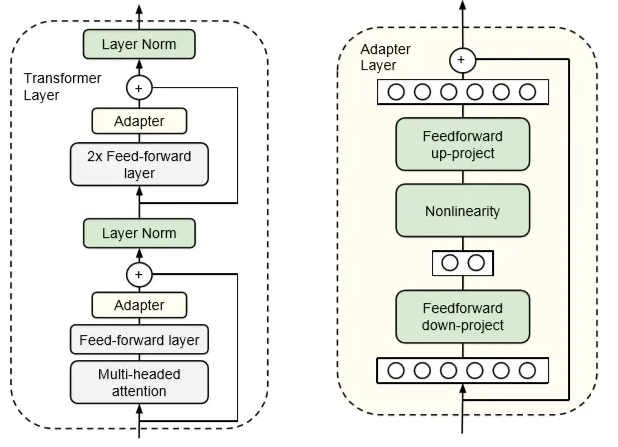 Layer Norm
Transformer
Layer
+
Adapter
2x Feed-forward
layer
Layer Norm
+
Adapter
Feed-forward layer
Multi-headed
attention
Adapter
Layer
+
Feedforward
up-project
Nonlinearity
Feedforward
down-project